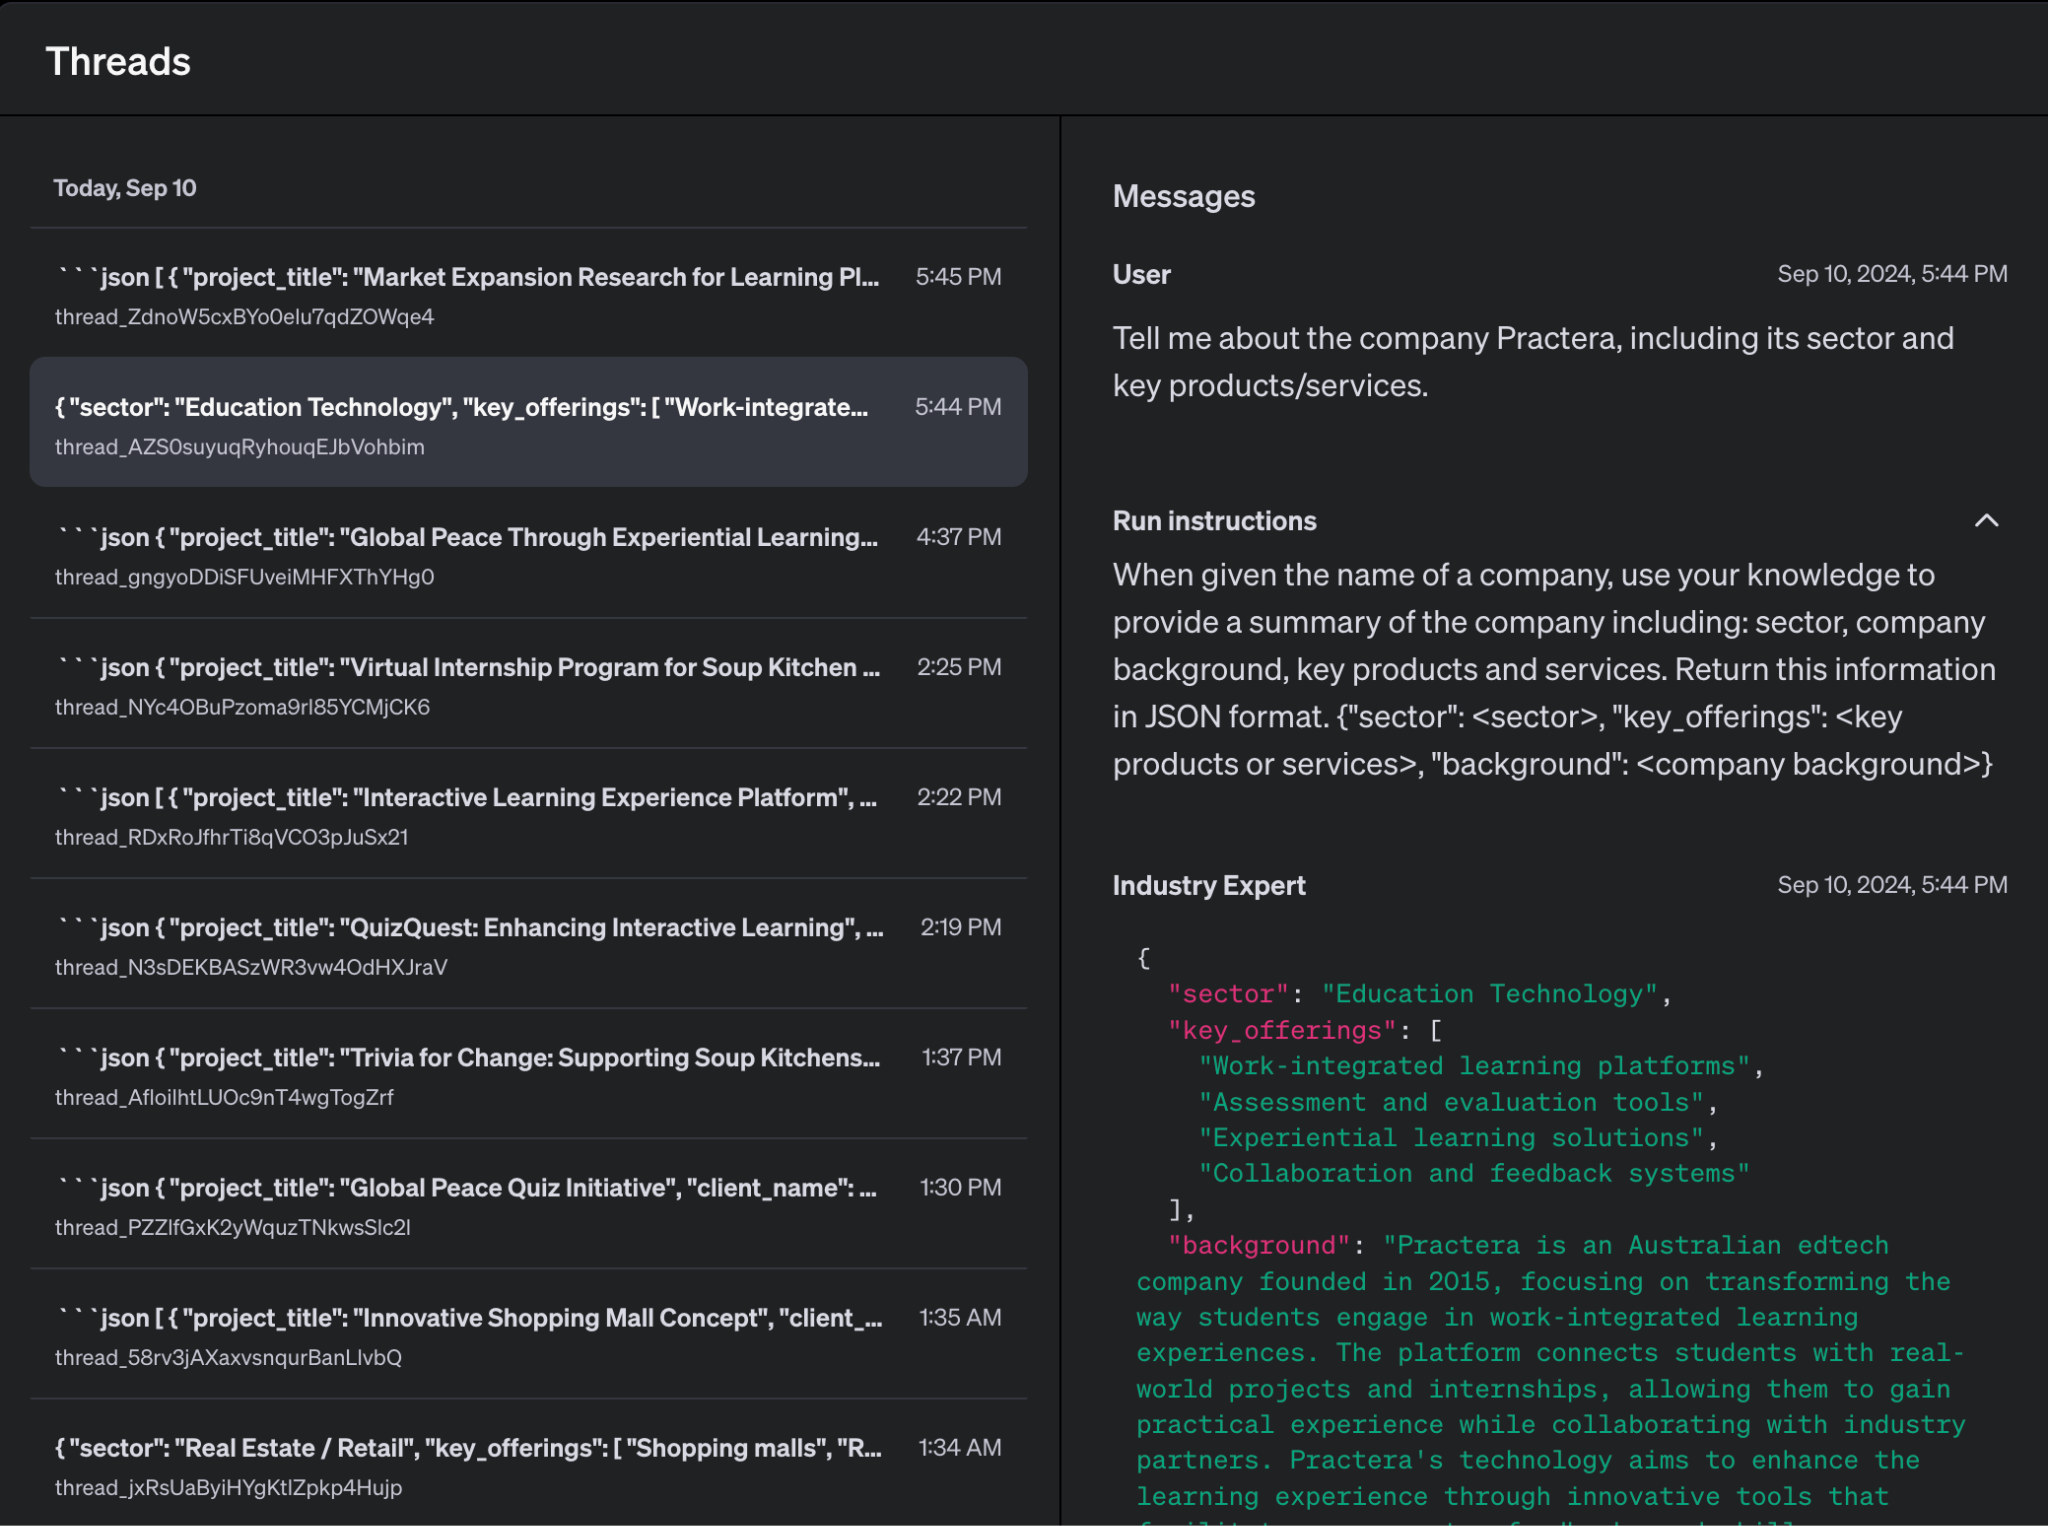 Threads
Today, Sep 10
```json [ { "project_title": "Market Expansion Research for Learning Pl... 5:45 PM
thread_ZdnoW5cxBYo0elu7qdZOWqe4
{ "sector": "Education Technology", "key_offerings": [ "Work-integrate... 5:44 PM
thread_AZS0suyuqRyhouqEJbVohbim
```json { "project_title": "Global Peace Through Experiential Learning... 4:37 PM
thread_gngyoDDiSFUveiMHFXThYHg0
```json { "project_title": "Virtual Internship Program for Soup Kitchen ... 2:25 PM
thread_NYc4OBuPzoma9rI85YCMjCK6
```json [ { "project_title": "Interactive Learning Experience Platform", ... 2:22 PM
thread_RDxRoJfhrTi8qVCO3pJuSx21
```json { "project_title": "QuizQuest: Enhancing Interactive Learning", ... 2:19 PM
thread_N3sDEKBASzWR3vw4OdHXJraV
```json { "project_title": "Trivia for Change: Supporting Soup Kitchens... 1:37 PM
thread_AfloilhtLUOc9nT4wgTogZrf
```json { "project_title": "Global Peace Quiz Initiative", "client_name": ... 1:30 PM
thread_PZZlfGxK2yWquzTNkwsSlc2l
```json [ { "project_title": "Innovative Shopping Mall Concept", "client_... 1:35 AM
thread_58rv3jAXaxvsnqurBanLIvbQ
{ "sector": "Real Estate / Retail", "key_offerings": [ "Shopping malls", "R... 1:34 AM
thread_jxRsUaByiHYgKtlZpkp4Hujp
Messages
User Sep 10, 2024, 5:44 PM
Tell me about the company Practera, including its sector and
key products/services.
Run instructions
When given the name of a company, use your knowledge to
provide a summary of the company including: sector, company
background, key products and services. Return this information
in JSON format. {"sector": <sector>, "key_offerings": <key
products or services>, "background": <company background>}
Industry Expert Sep 10, 2024, 5:44 PM
{
"sector": "Education Technology",
"key_offerings": [
"Work-integrated learning platforms",
"Assessment and evaluation tools",
"Experiential learning solutions",
"Collaboration and feedback systems"
],
"background": "Practera is an Australian edtech
company founded in 2015, focusing on transforming the
way students engage in work-integrated learning
experiences. The platform connects students with real-
world projects and internships, allowing them to gain
practical experience while collaborating with industry
partners. Practera's technology aims to enhance the
learning experience through innovative tools that